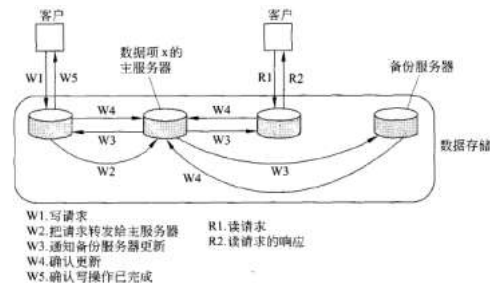 客户
客户
数据项x的
主服务器
备份服务器
W1
W5
R1
R2
W4
W4
W3
W3
W2
W3
W4
数据存储
W1.写请求
W2.把请求转发给主服务器
W3.通知备份服务器更新
W4.确认更新
W5.确认写操作已完成
R1.读请求
R2.读请求的响应